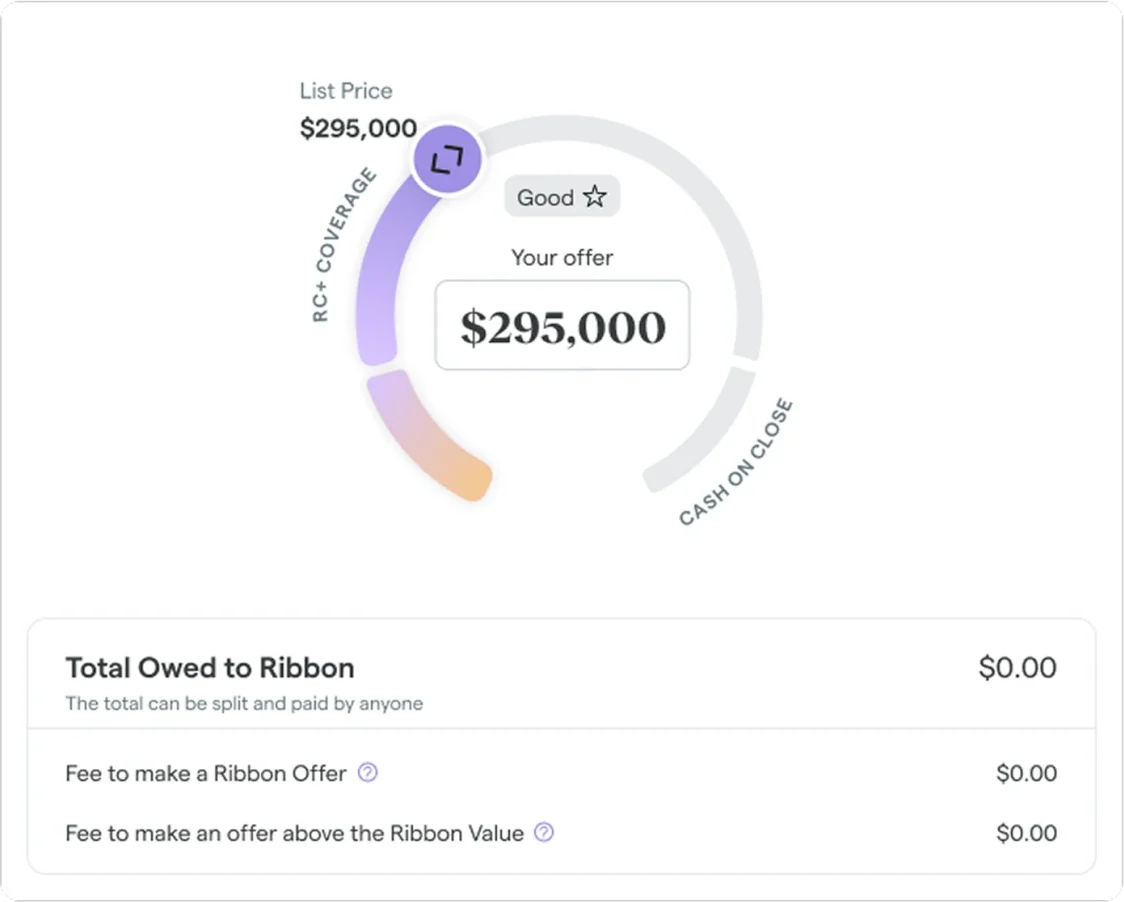 List Price
$295,000
RC+ COVERAGE
Good
Your offer
$295,000
CASH ON CLOSE
Total Owed to Ribbon
$0.00
The total can be split and paid by anyone
Fee to make a Ribbon Offer ?
$0.00
Fee to make an offer above the Ribbon Value ?
$0.00